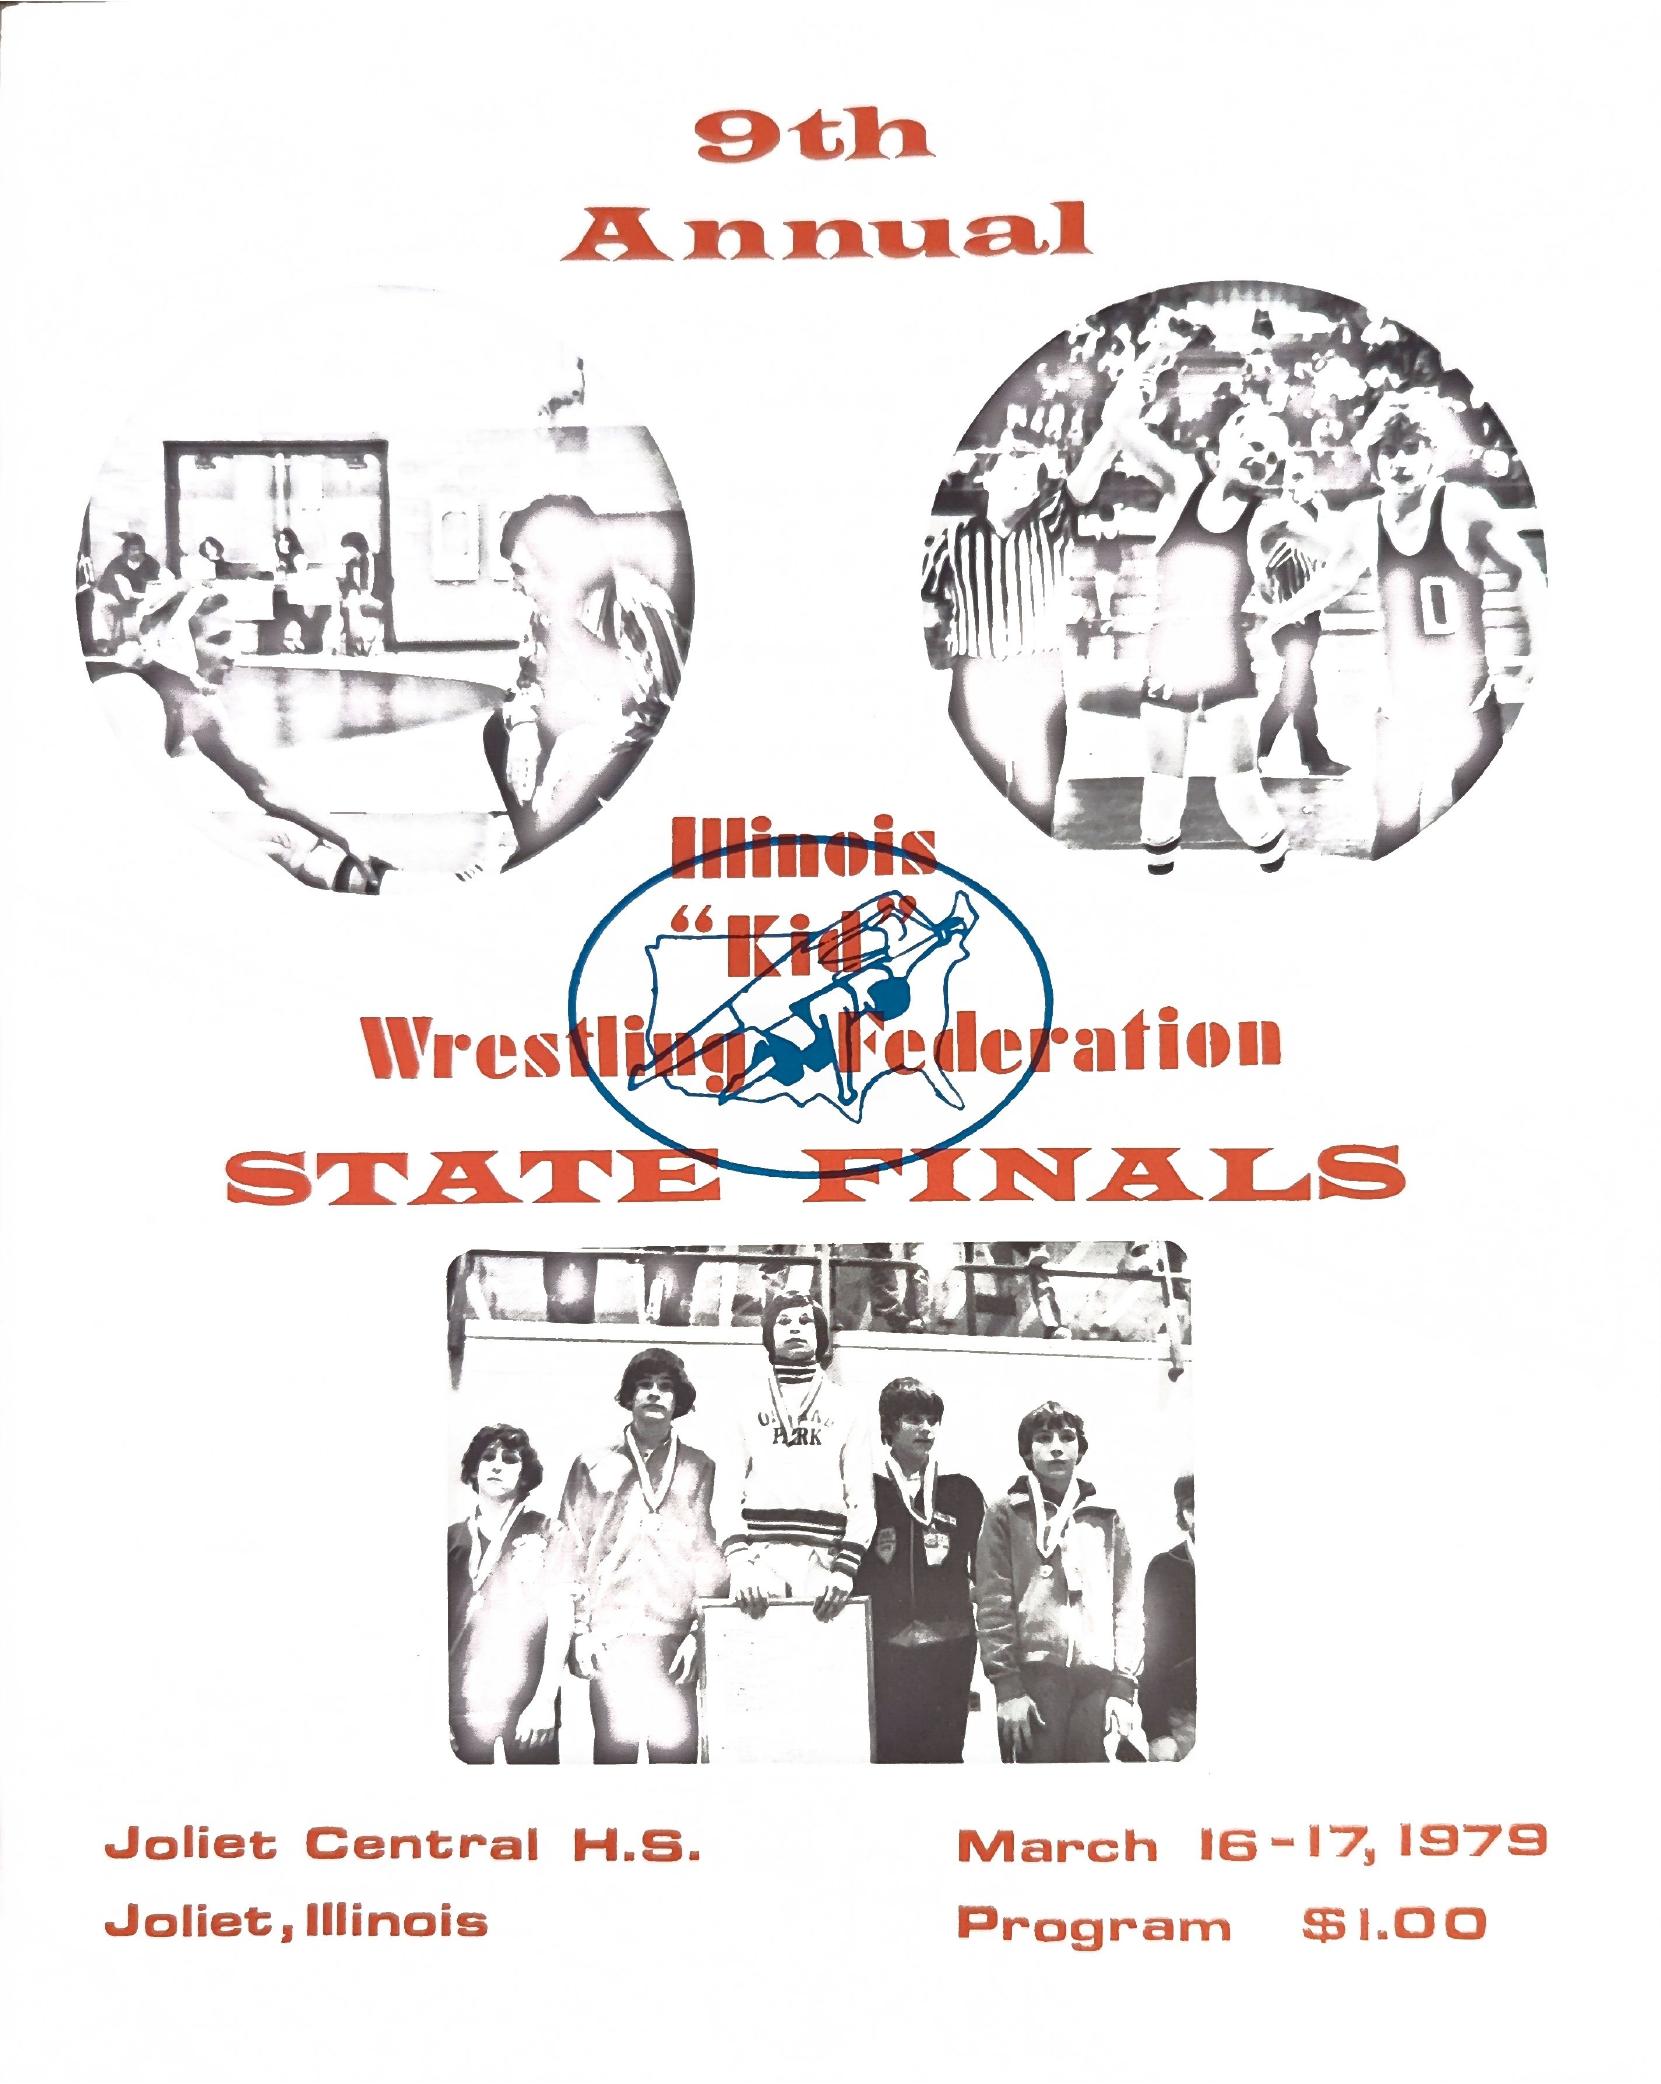 9th
Annual
Illinois
“Kid”
Wrestling Federation
STATE FINALS
PARK
Joliet Central H.S.
Joliet, Illinois
March 16-17, 1979
Program $1.00